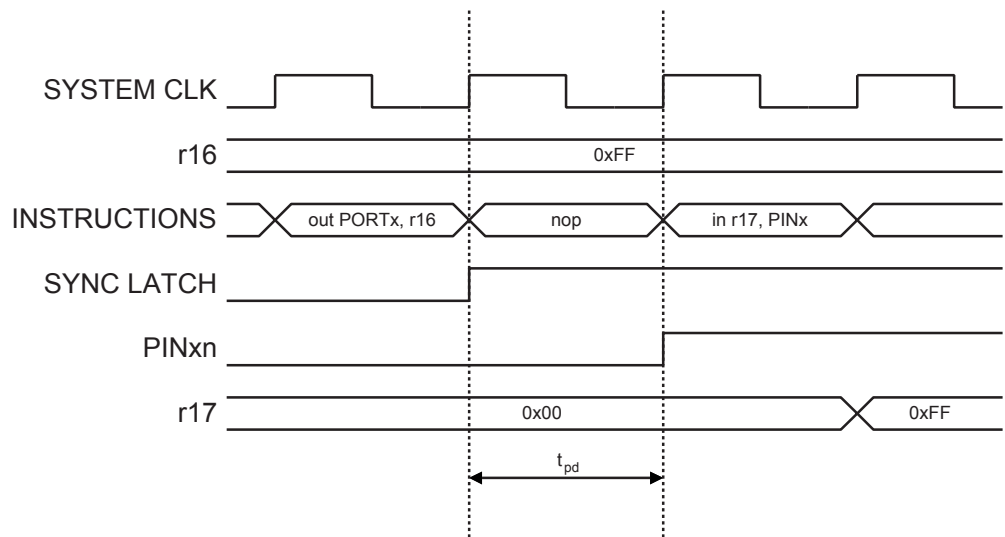 SYSTEM CLK
r16
0xFF
INSTRUCTIONS
out PORTx, r16
nop
in r17, PINx
SYNC LATCH
PINxn
r17
0x00
0xFF
tpd